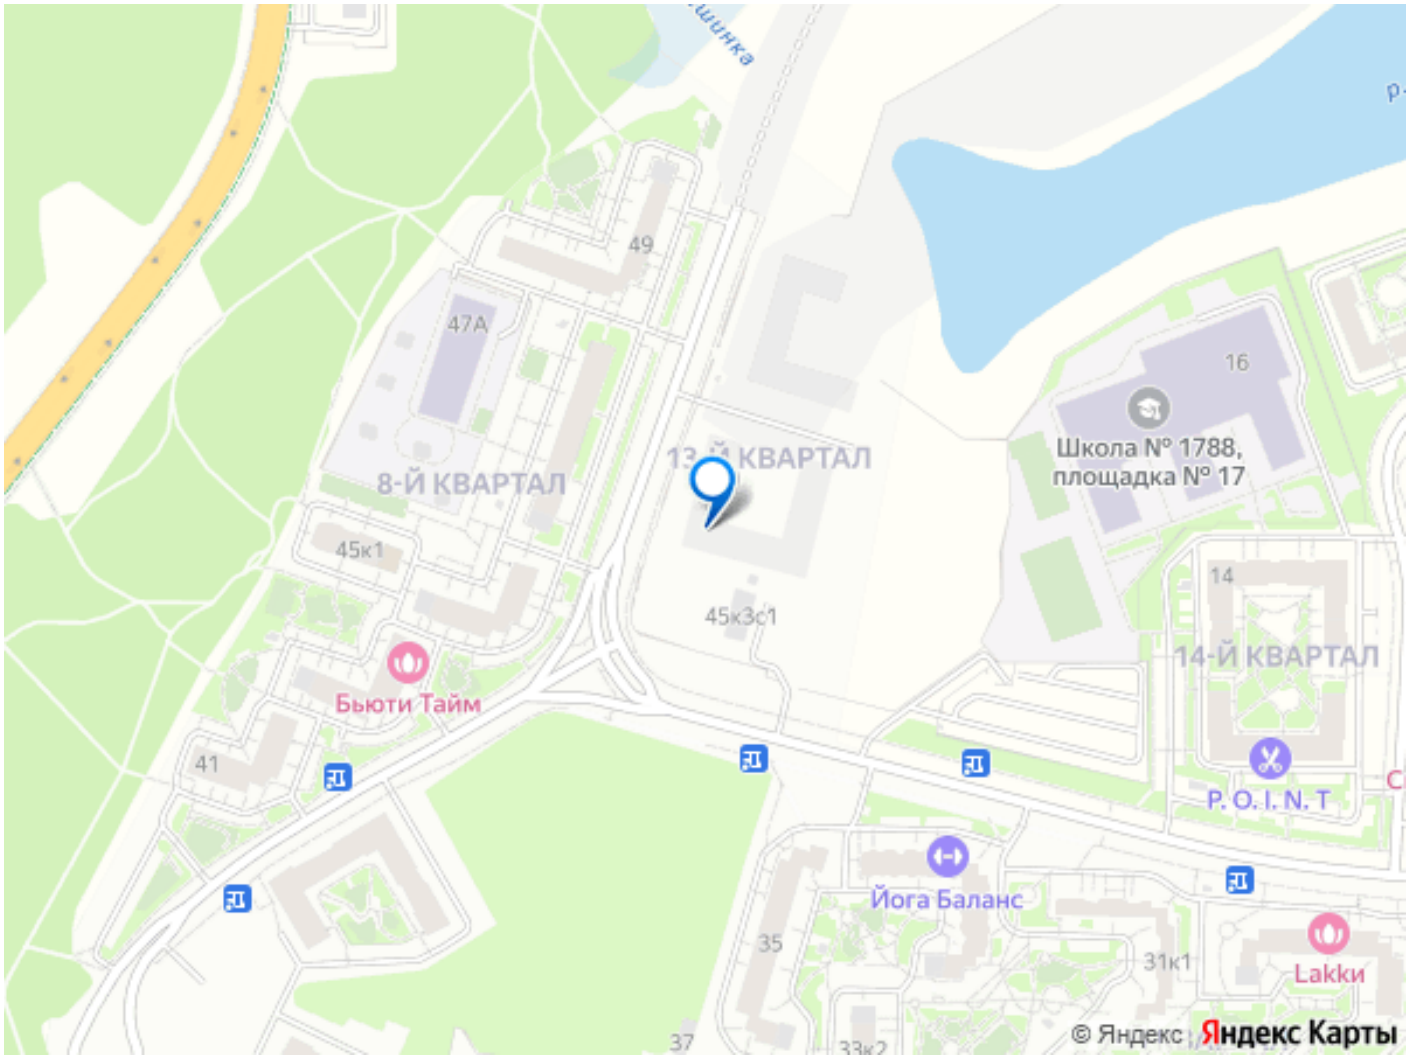 шинка
р.
49
47А
16
Школа № 1788,
площадка № 17
13-Й КВАРТАЛ
8-Й КВАРТАЛ
45к1
14
45к3с1
14-Й КВАРТАЛ
Бьюти Тайм
41
P. O. I. N. T
Йога Баланс
35
31к1
Lakkи
37
33к2
© Яндекс Яндекс Карты